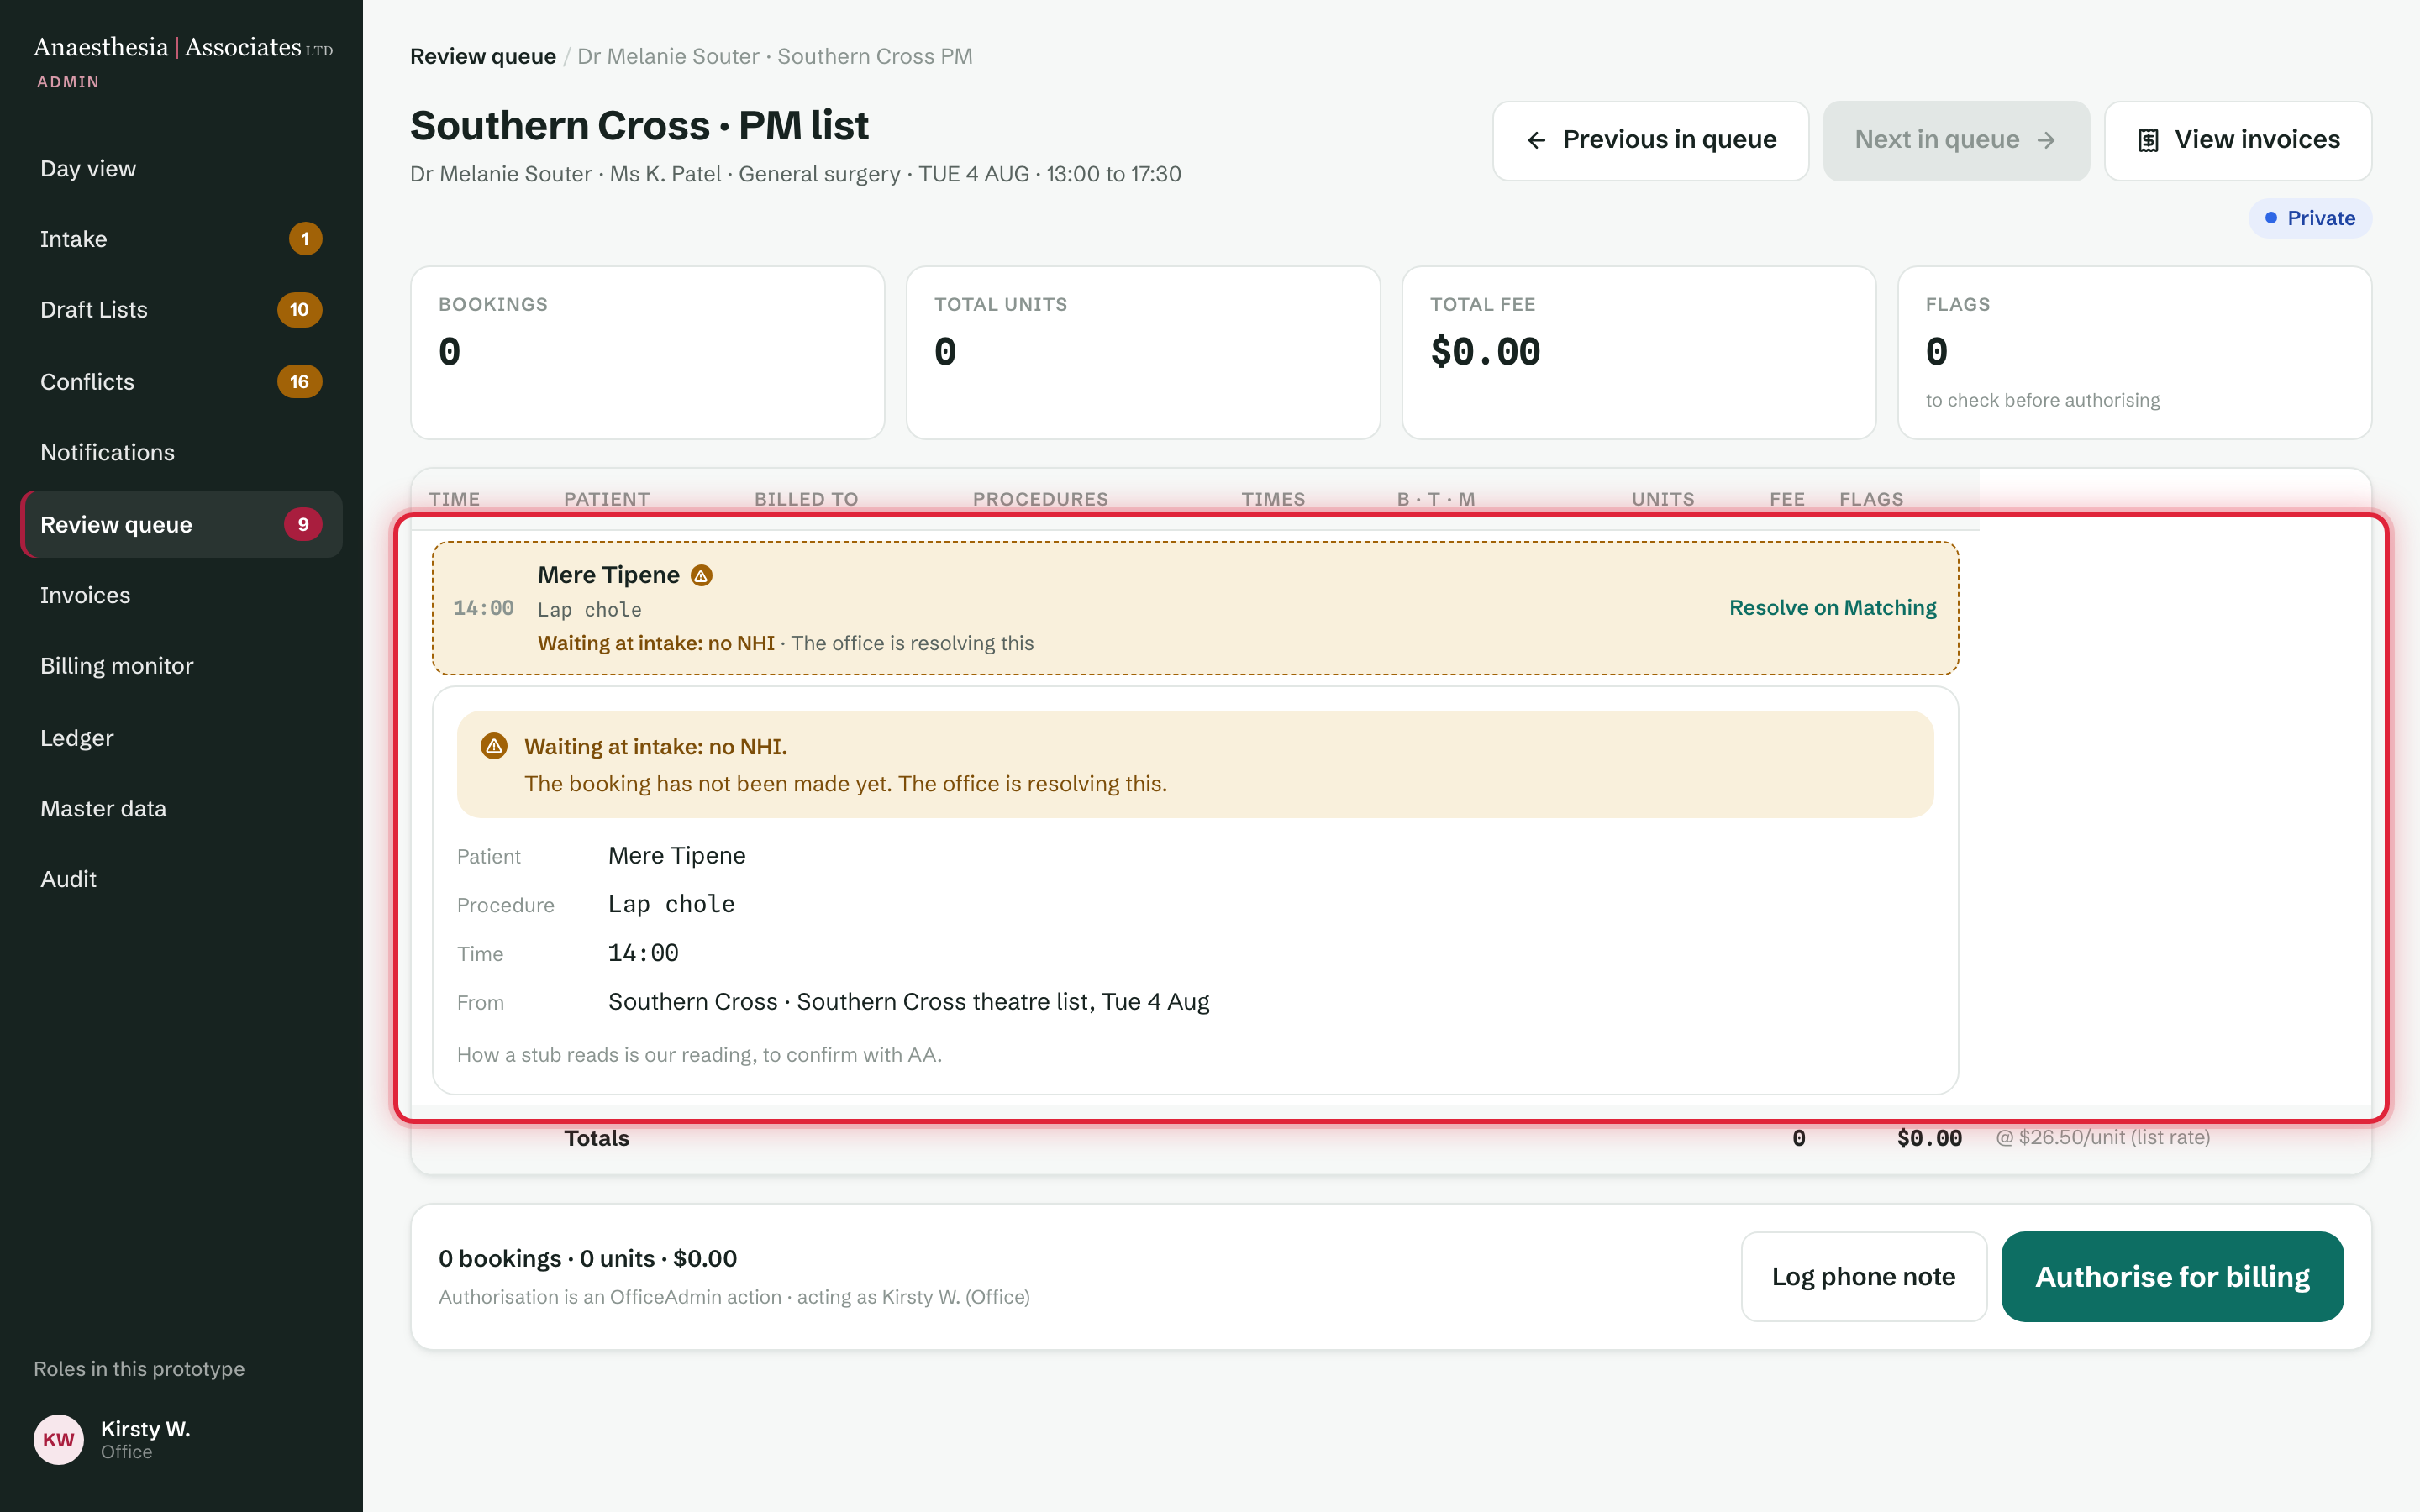 Anaesthesia | Associates LTD
ADMIN
Day view
Intake 1
Draft Lists 10
Conflicts 16
Notifications
Review queue 9
Invoices
Billing monitor
Ledger
Master data
Audit
Roles in this prototype
KW Kirsty W.
Office
Review queue / Dr Melanie Souter · Southern Cross PM
Southern Cross · PM list
Dr Melanie Souter · Ms K. Patel · General surgery · TUE 4 AUG · 13:00 to 17:30
← Previous in queue
Next in queue →
View invoices
Private
BOOKINGS
0
TOTAL UNITS
0
TOTAL FEE
$0.00
FLAGS
0
to check before authorising
TIME PATIENT BILLED TO PROCEDURES TIMES B · T · M UNITS FEE FLAGS
Mere Tipene
14:00
Lap chole
Waiting at intake: no NHI · The office is resolving this
Resolve on Matching
Waiting at intake: no NHI.
The booking has not been made yet. The office is resolving this.
Patient Mere Tipene
Procedure Lap chole
Time 14:00
From Southern Cross · Southern Cross theatre list, Tue 4 Aug
How a stub reads is our reading, to confirm with AA.
Totals 0 $0.00 @ $26.50/unit (list rate)
0 bookings · 0 units · $0.00
Authorisation is an OfficeAdmin action · acting as Kirsty W. (Office)
Log phone note
Authorise for billing